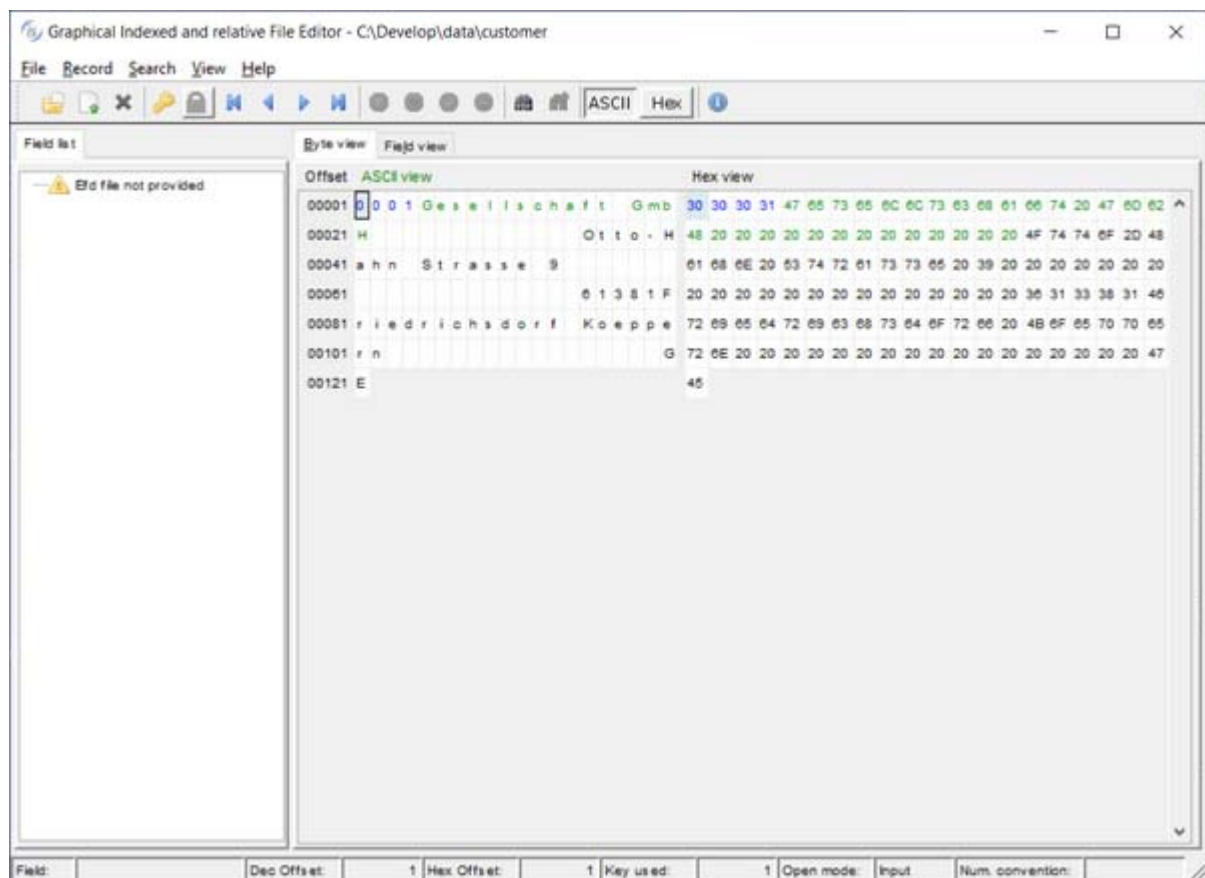 Graphical Indexed and relative File Editor - C:\Develop\data\customer
File Record Search View Help
ASCII Hex
Field list
Byte view Field view
Efd file not provided
Offset ASCII view Hex view
00001 0 0 0 1 G e s e l l s c h a f t G m b 30 30 30 31 47 65 73 65 6C 6C 73 63 68 61 66 74 20 47 6D 62
00021 H O t t o - H 48 20 20 20 20 20 20 20 20 20 20 20 20 20 4F 74 74 6F 2D 48
00041 a h n S t r a s s e 9 61 68 6E 20 53 74 72 61 73 73 65 20 39 20 20 20 20 20 20 20
00061 6 1 3 8 1 F 20 20 20 20 20 20 20 20 20 20 20 20 20 20 36 31 33 38 31 46
00081 r i e d r i c h s d o r f K o e p p e 72 69 65 64 72 69 63 68 73 64 6F 72 66 20 4B 6F 65 70 70 65
00101 r n G 72 6E 20 20 20 20 20 20 20 20 20 20 20 20 20 20 20 20 20 47
00121 E 45
Field: Dec Offset: 1 Hex Offset: 1 Key used: 1 Open mode: Input Num. convention: